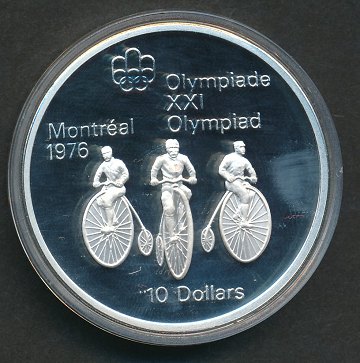 Olympiade
XXI
Olympiad
Montréal
1976
10 Dollars